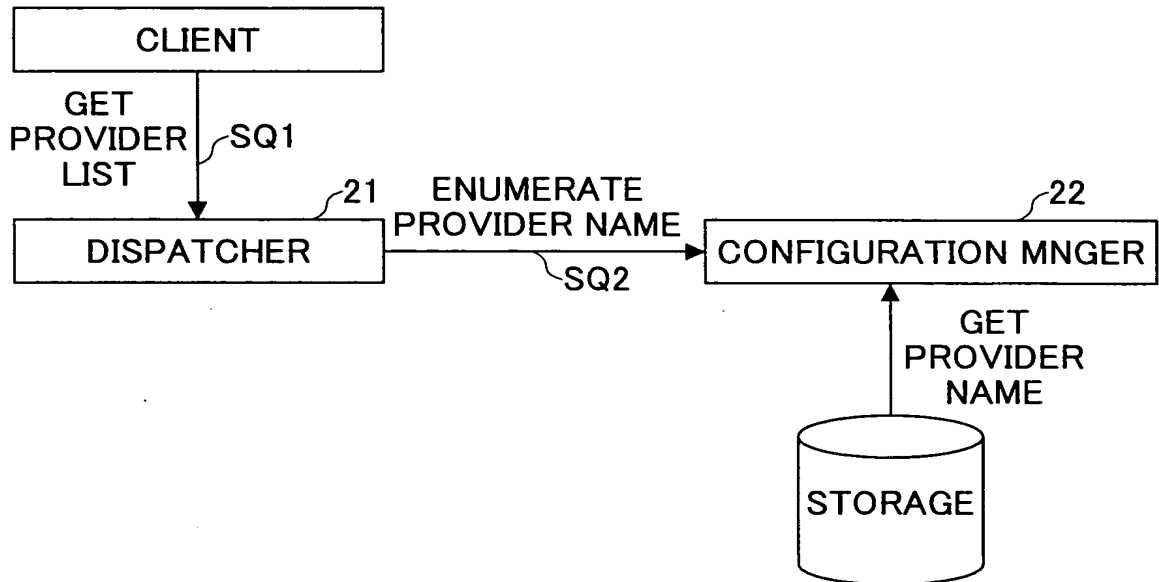 CLIENT
GET
PROVIDER
LIST
SQ1
21
DISPATCHER
ENUMERATE
PROVIDER NAME
SQ2
22
CONFIGURATION MNGER
GET
PROVIDER
NAME
STORAGE